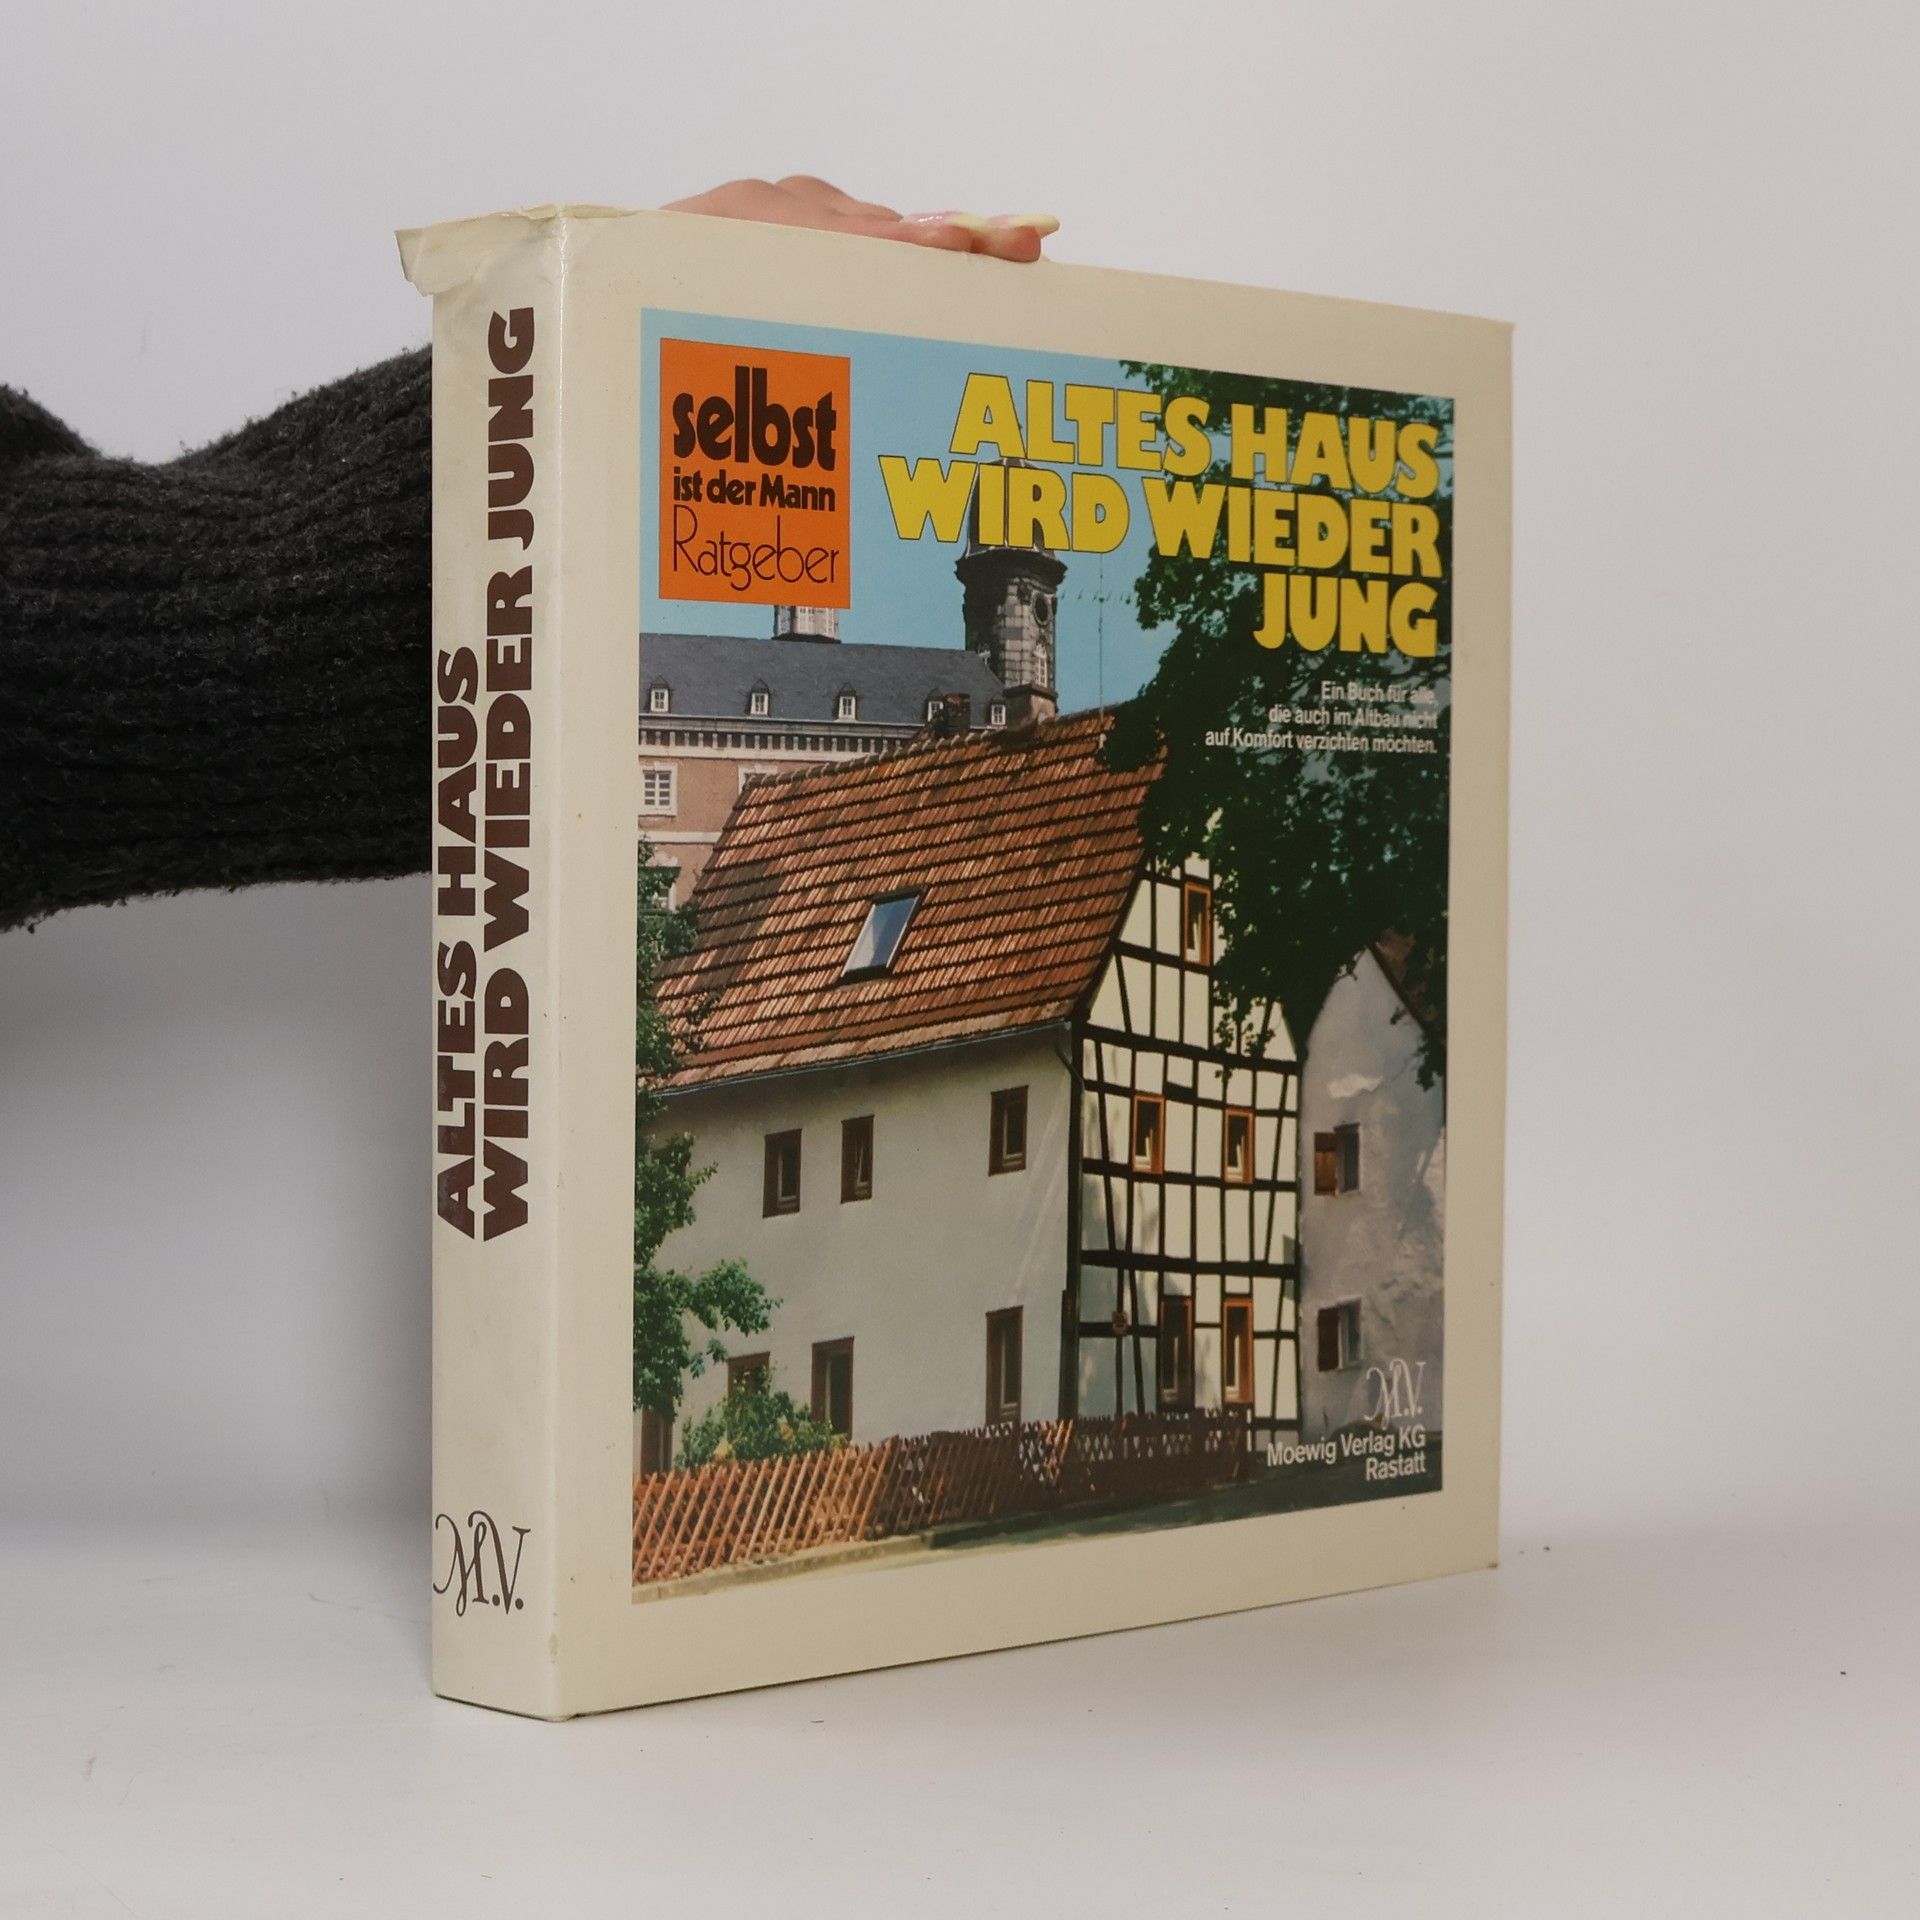 ALTES HAUS
WIRD WIEDER JUNG
M.V.
selbst
ist der Mann
Ratgeber
ALTES HAUS
WIRD WIEDER
JUNG
Ein Buch für alle,
die auch im Altbau nicht
auf Komfort verzichten möchten.
M.V.
Moewig Verlag KG
Rastatt